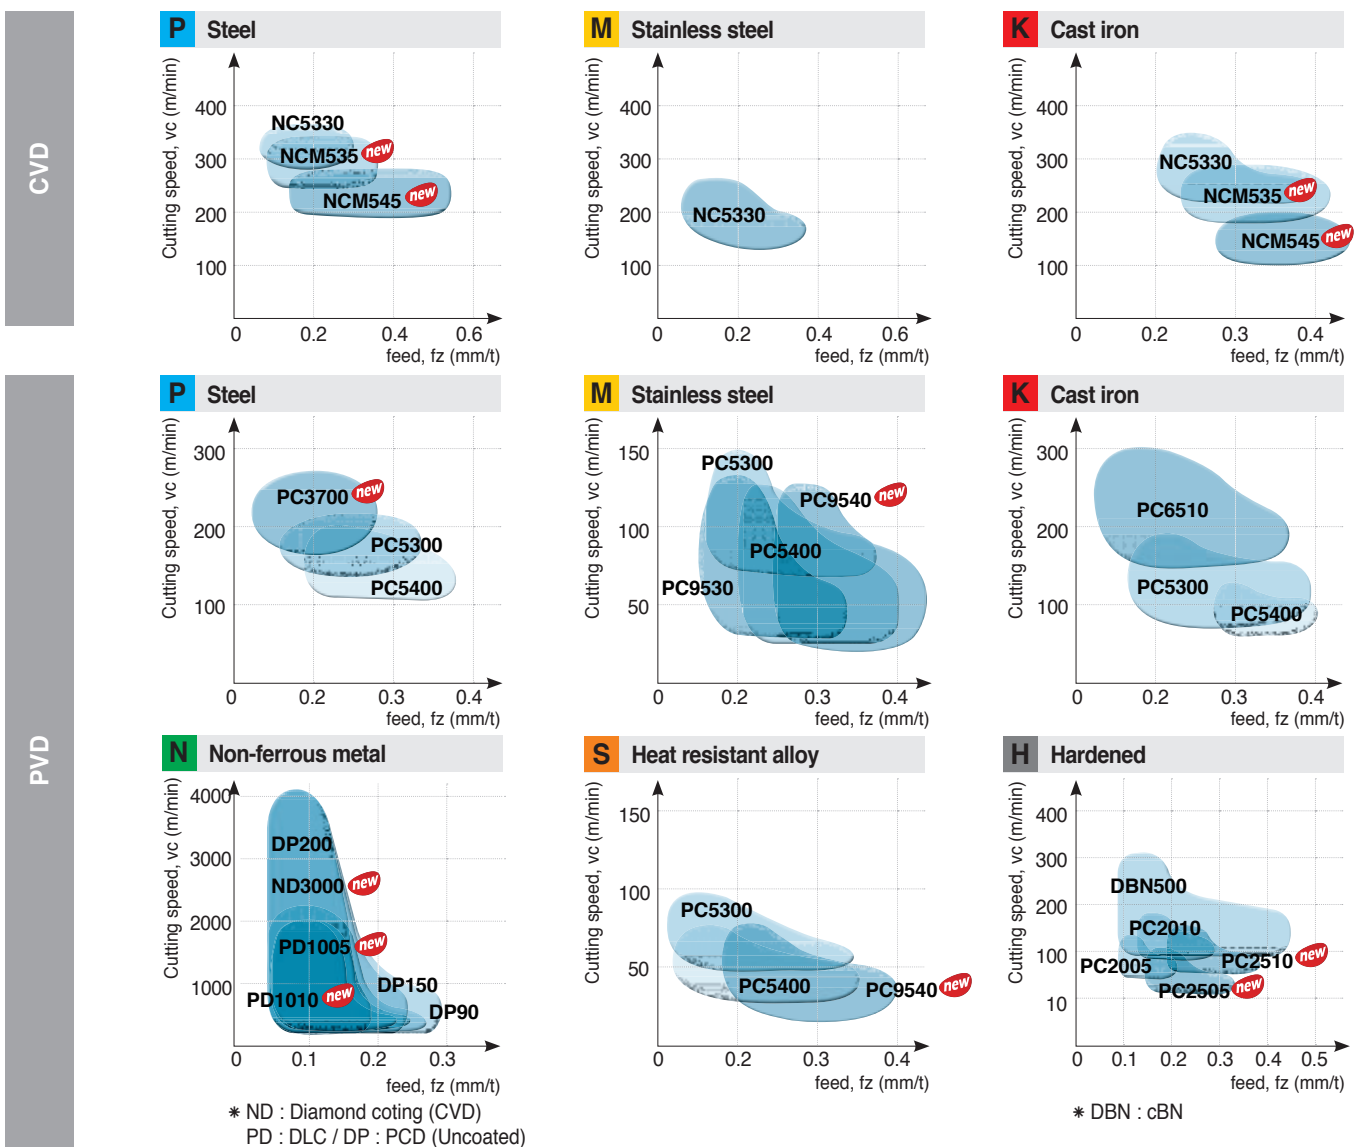 CVD
P Steel
Cutting speed, vc (m/min)
400
300
200
100
0 0.2 0.4 0.6
feed, fz (mm/t)
NC5330
NCM535 new
NCM545 new
M Stainless steel
Cutting speed, vc (m/min)
400
300
200
100
0 0.2 0.4 0.6
feed, fz (mm/t)
NC5330
K Cast iron
Cutting speed, vc (m/min)
400
300
200
100
0 0.2 0.3 0.4
feed, fz (mm/t)
NC5330
NCM535 new
NCM545 new
PVD
P Steel
Cutting speed, vc (m/min)
300
200
100
0 0.2 0.3 0.4
feed, fz (mm/t)
PC3700 new
PC5300
PC5400
M Stainless steel
Cutting speed, vc (m/min)
150
100
50
0 0.2 0.3 0.4
feed, fz (mm/t)
PC5300
PC9540 new
PC5400
PC9530
K Cast iron
Cutting speed, vc (m/min)
300
200
100
0 0.2 0.3 0.4
feed, fz (mm/t)
PC6510
PC5300
PC5400
N Non-ferrous metal
Cutting speed, vc (m/min)
4000
3000
2000
1000
0 0.1 0.2 0.3
feed, fz (mm/t)
DP200
ND3000 new
PD1005 new
DP150
PD1010 new
DP90
* ND : Diamond coting (CVD)
PD : DLC / DP : PCD (Uncoated)
S Heat resistant alloy
Cutting speed, vc (m/min)
150
100
50
0 0.2 0.3 0.4
feed, fz (mm/t)
PC5300
PC5400
PC9540 new
H Hardened
Cutting speed, vc (m/min)
400
300
200
100
10
0 0.1 0.2 0.3 0.4 0.5
feed, fz (mm/t)
DBN500
PC2010
PC2005
PC2510 new
PC2505 new
* DBN : cBN